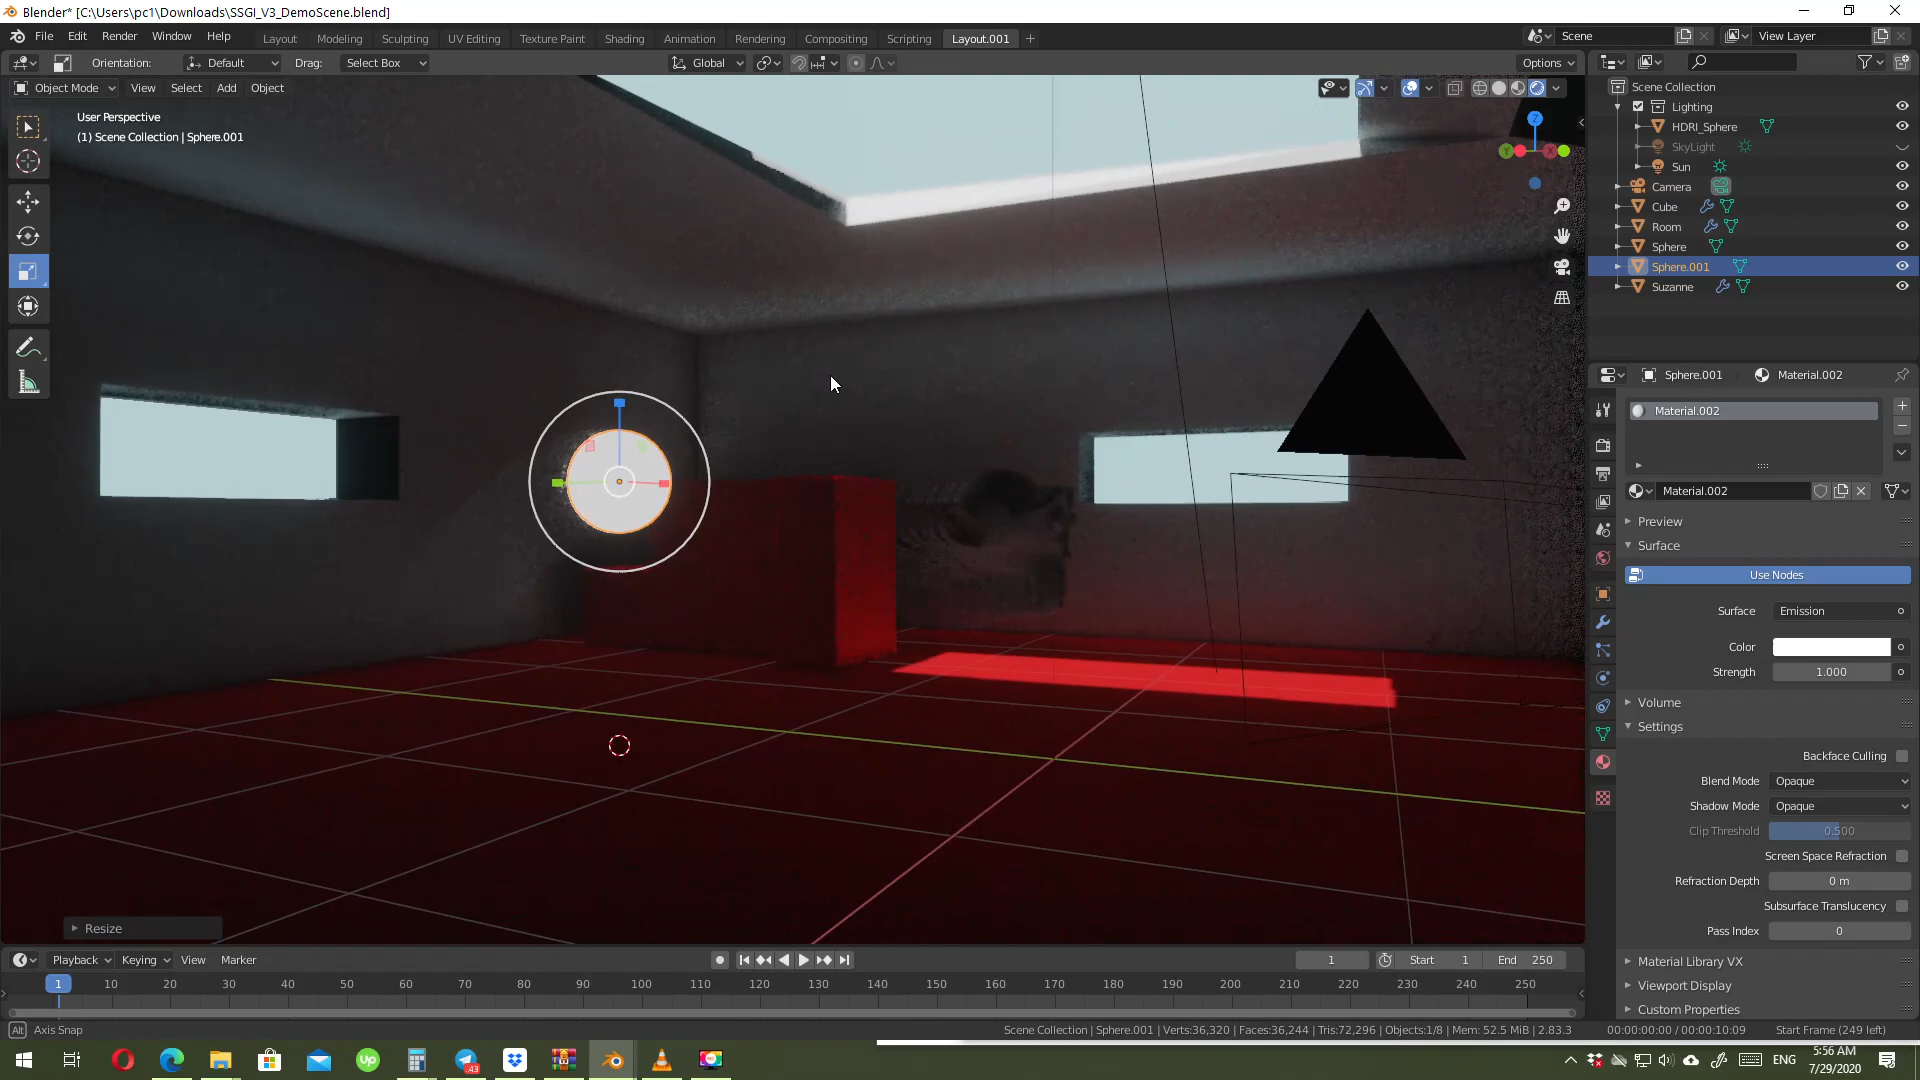 Blender* [C:\Users\pc1\Downloads\SSGI_V3_DemoScene.blend]
File Edit Render Window Help Layout Modeling Sculpting UV Editing Texture Paint Shading Animation Rendering Compositing Scripting Layout.001 + Scene View Layer
Orientation: Default Drag: Select Box Global Options
Object Mode View Select Add Object
User Perspective
(1) Scene Collection | Sphere.001
Z
Y X
Scene Collection
Lighting
HDRI_Sphere
SkyLight
Sun
Camera
Cube
Room
Sphere
Sphere.001
Suzanne
Sphere.001 Material.002
Material.002
Material.002
Preview
Surface
Use Nodes
Surface Emission
Color
Strength 1.000
Volume
Settings
Backface Culling
Blend Mode Opaque
Shadow Mode Opaque
Clip Threshold 0.500
Screen Space Refraction
Refraction Depth 0 m
Subsurface Translucency
Pass Index 0
Material Library VX
Viewport Display
Custom Properties
Resize
Playback Keying View Marker 1 Start 1 End 250
1 10 20 30 40 50 60 70 80 90 100 110 120 130 140 150 160 170 180 190 200 210 220 230 240 250
Alt Axis Snap Scene Collection | Sphere.001 | Verts:36,320 | Faces:36,244 | Tris:72,296 | Objects:1/8 | Mem: 52.5 MiB | 2.83.3 00:00:00:00 / 00:00:10:09 Start Frame (249 left)
Up 43 ENG 5:56 AM
7/29/2020